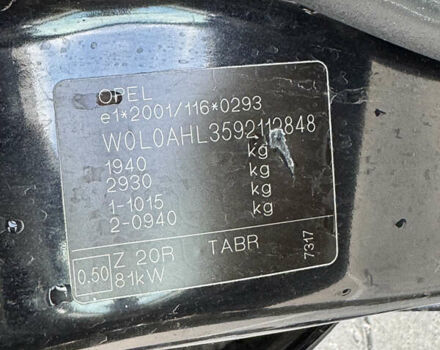 OPEL
e1*2001/116*0293
W0L0AHL3592112848
1940 kg
2930 kg
1-1015 kg
2-0940 kg
0.50 Z 20R TABR
81kW
7317